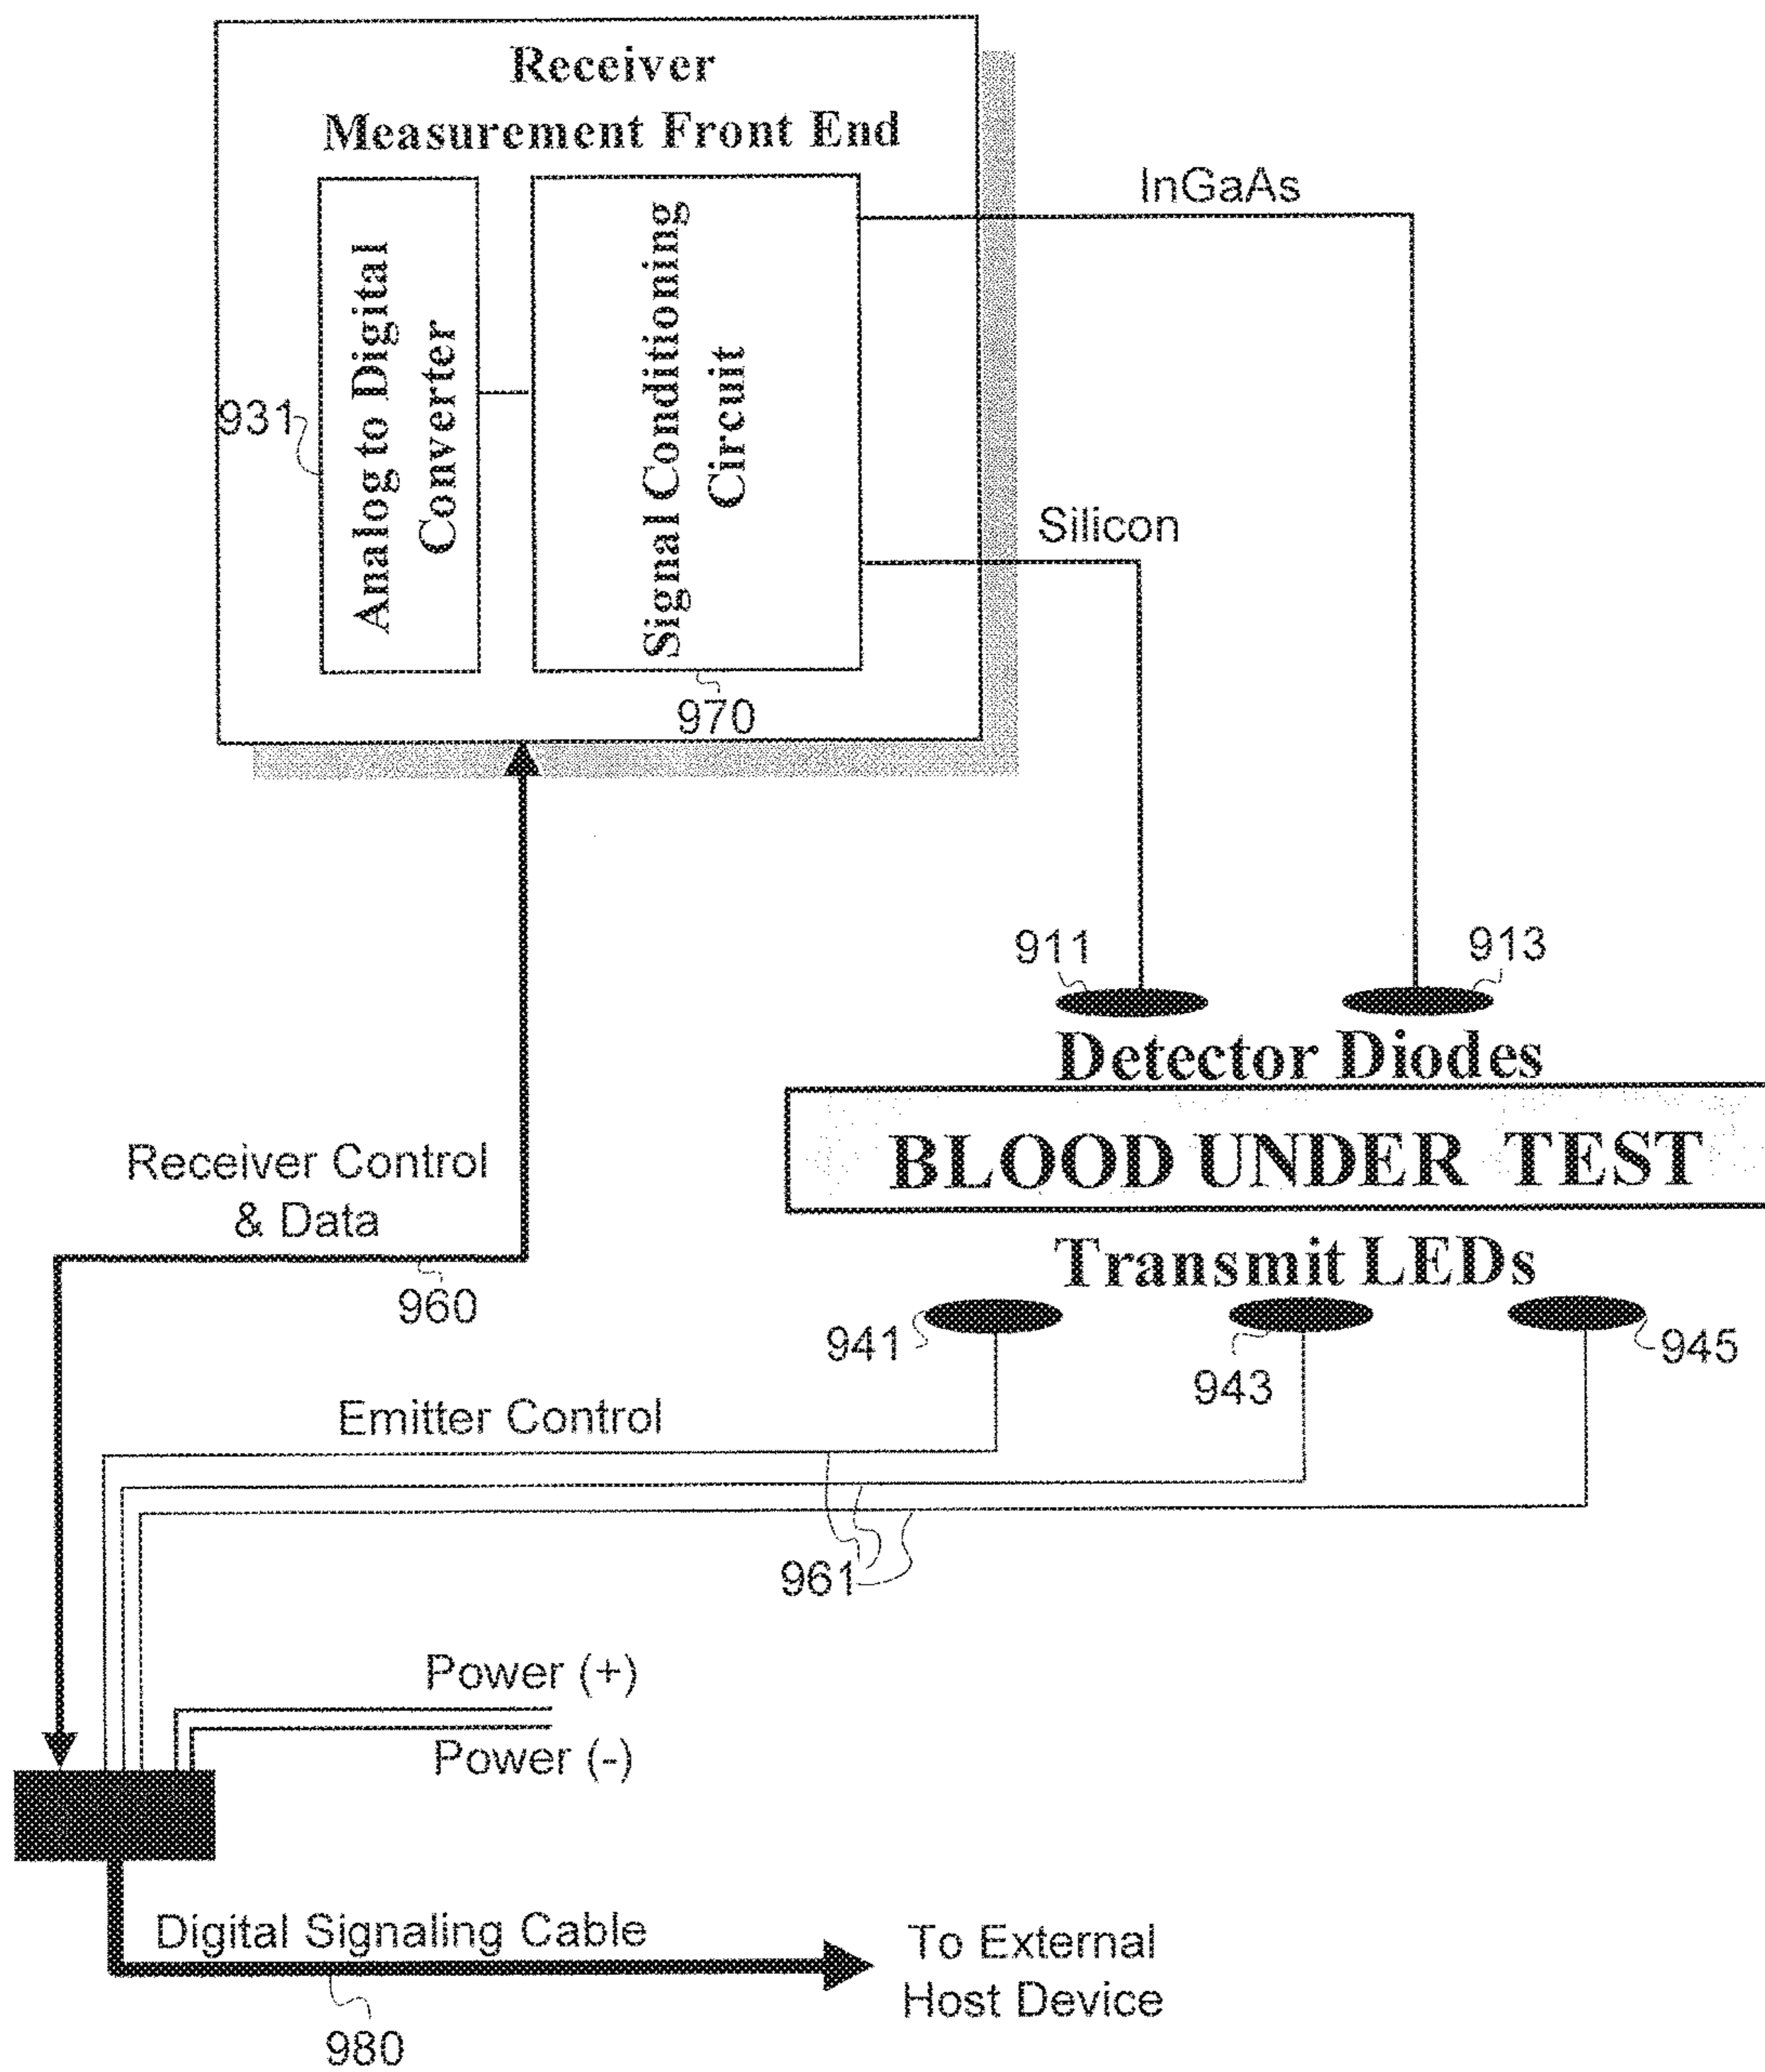 Receiver
Measurement Front End
InGaAs
Analog to Digital
Converter
Signal Conditioning
Circuit
931
Silicon
970
911
913
Detector Diodes
BLOOD UNDER TEST
Receiver Control
& Data
960
Transmit LEDs
941
943
945
Emitter Control
961
Power (+)
Power (-)
Digital Signaling Cable
To External
Host Device
980